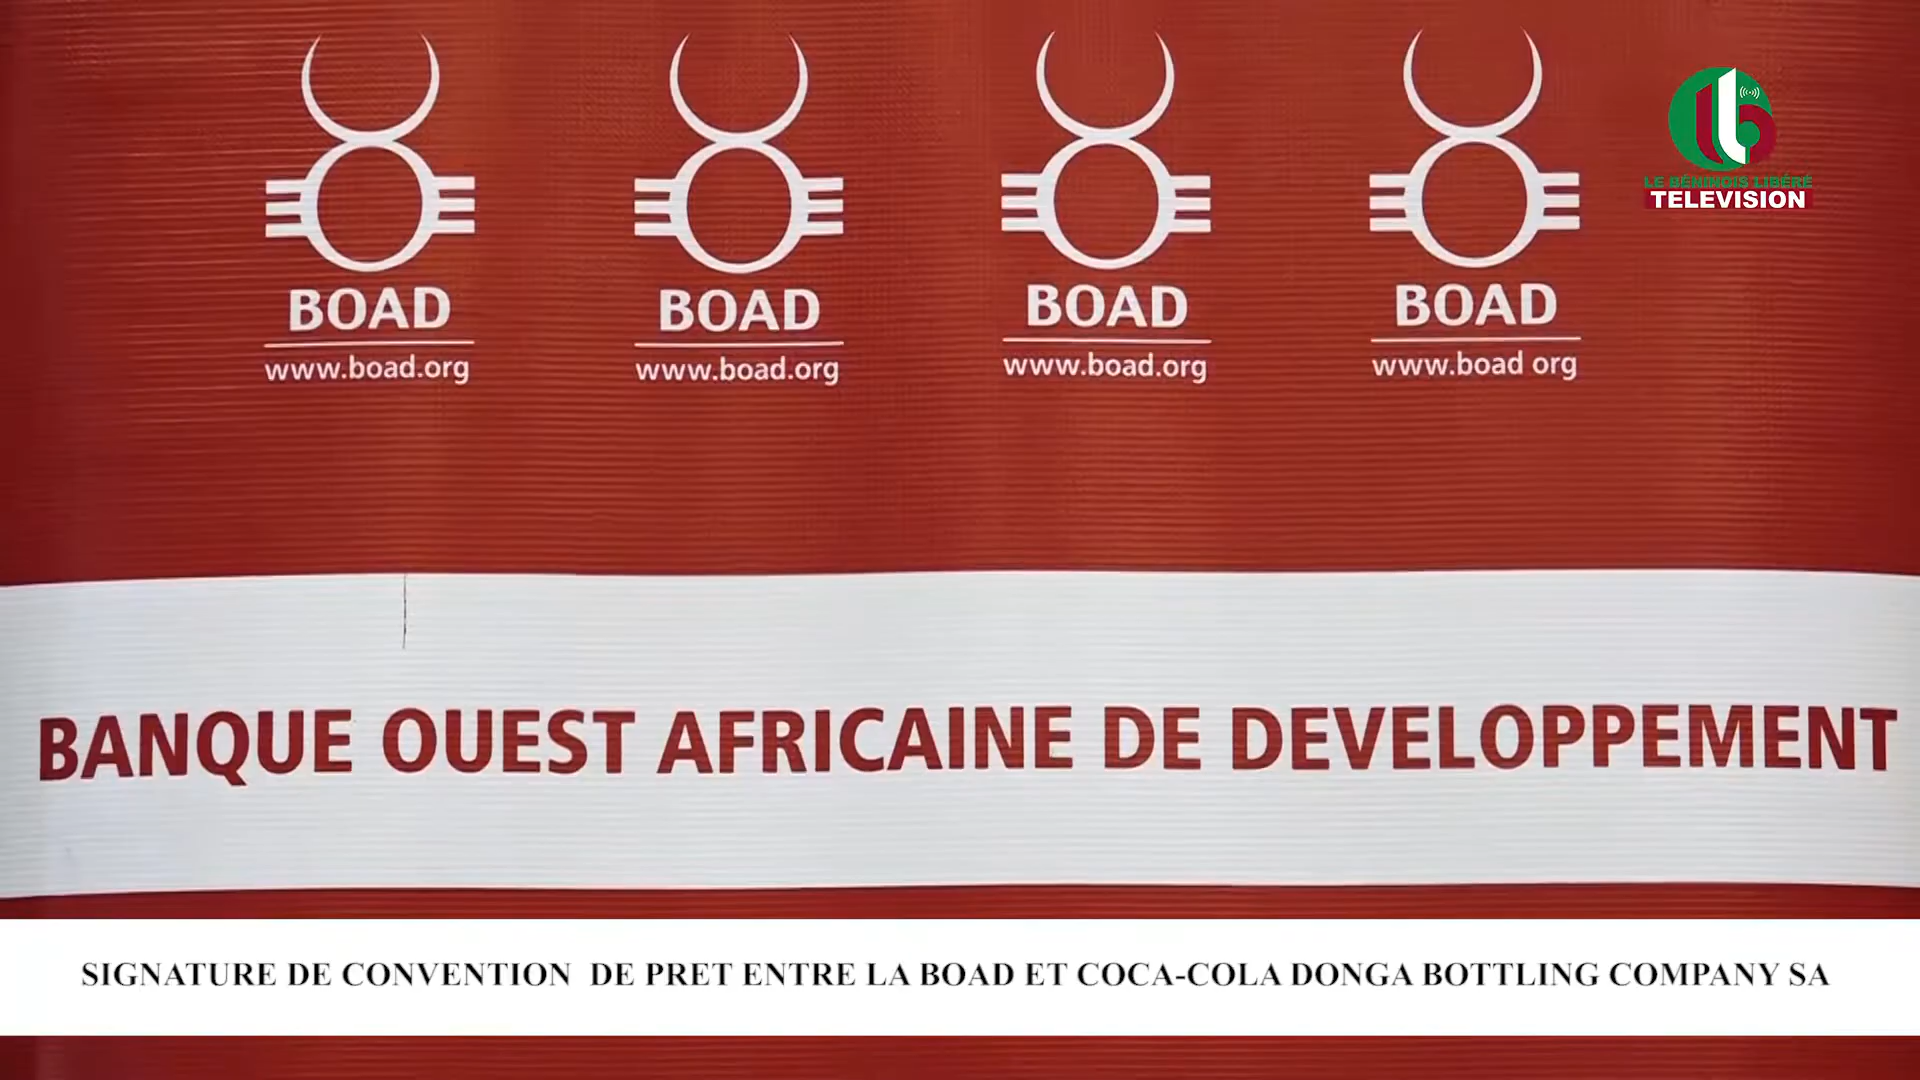 BOAD BOAD BOAD BOAD
www.boad.org www.boad.org www.boad.org www.boad org
LE BÉNINOIS LIBÉRÉ
TELEVISION
BANQUE OUEST AFRICAINE DE DEVELOPPEMENT
SIGNATURE DE CONVENTION DE PRET ENTRE LA BOAD ET COCA-COLA DONGA BOTTLING COMPANY SA